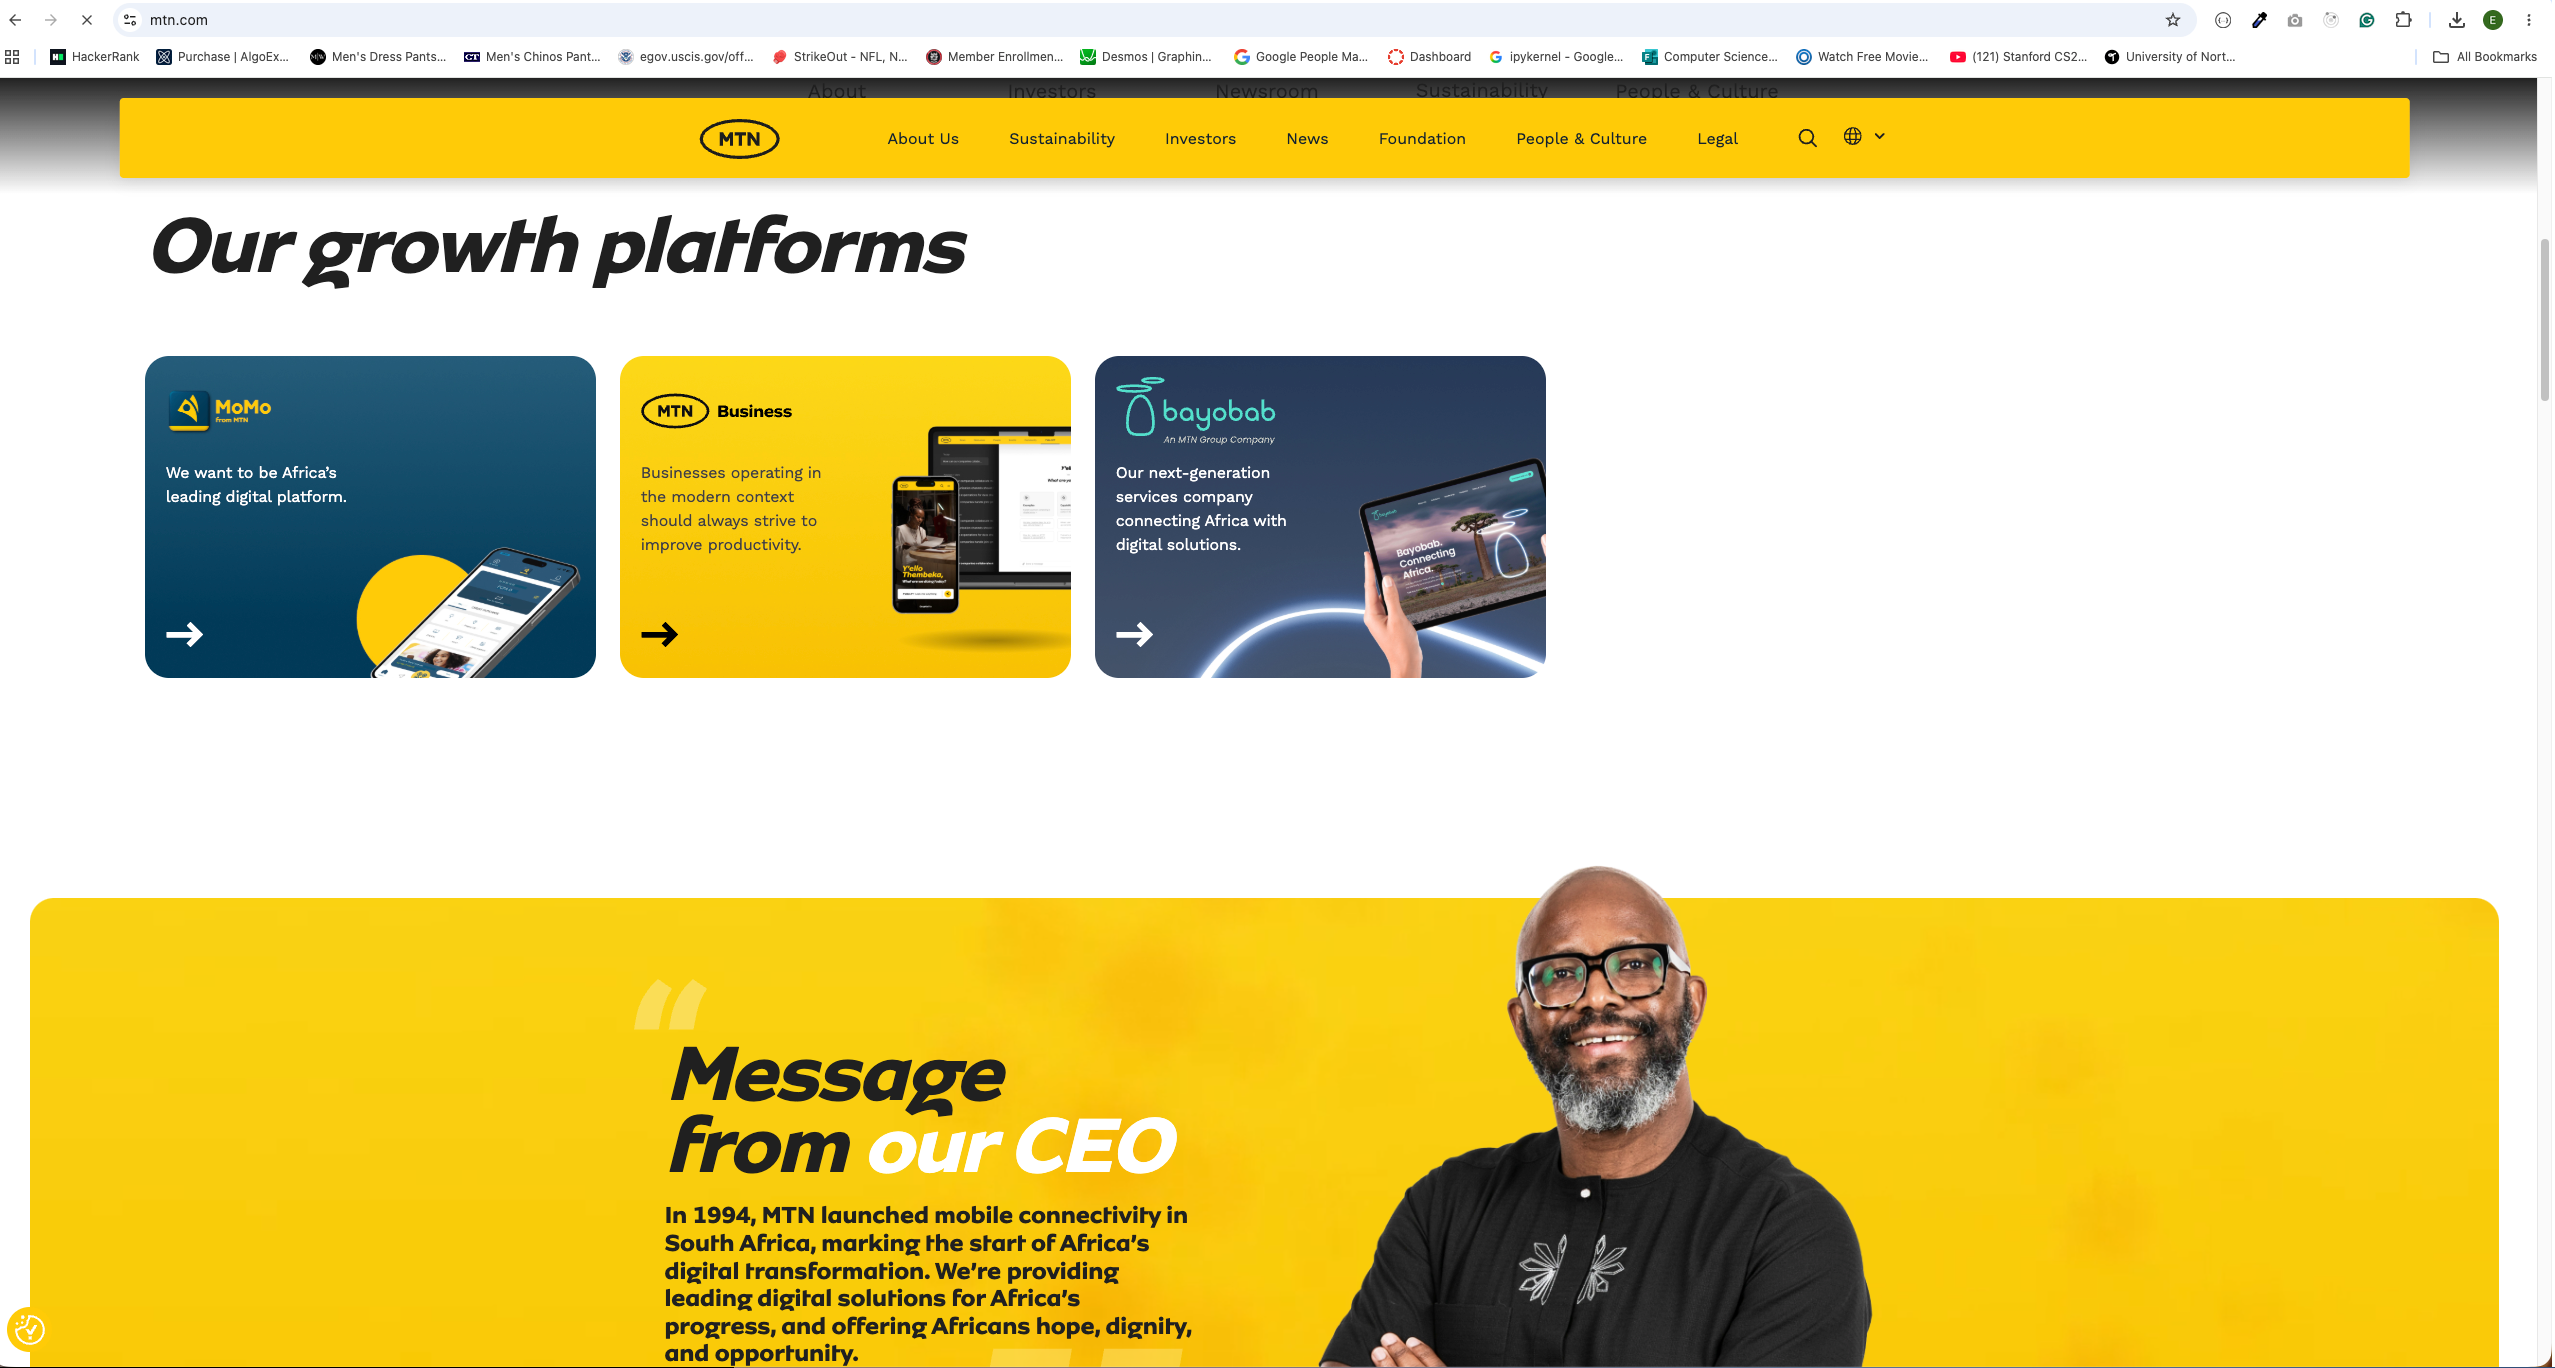 mtn.com
E
HackerRank
Purchase | AlgoEx...
Men's Dress Pants...
Men's Chinos Pant...
egov.uscis.gov/off...
StrikeOut - NFL, N...
Member Enrollmen...
Desmos | Graphin...
Google People Ma...
Dashboard
ipykernel - Google...
Computer Science...
Watch Free Movie...
(121) Stanford CS2...
University of Nort...
All Bookmarks
About
Investors
Newsroom
Sustainability
People & Culture
MTN
About Us
Sustainability
Investors
News
Foundation
People & Culture
Legal
Our growth platforms
MoMo
from MTN
We want to be Africa's
leading digital platform.
MTN Business
Businesses operating in
the modern context
should always strive to
improve productivity.
Y'ello
Thembeka,
bayobab
An MTN Group Company
Our next-generation
services company
connecting Africa with
digital solutions.
Bayobab.
Connecting
Africa.
“
Message
from our CEO
In 1994, MTN launched mobile connectivity in
South Africa, marking the start of Africa's
digital transformation. We're providing
leading digital solutions for Africa's
progress, and offering Africans hope, dignity,
and opportunity.